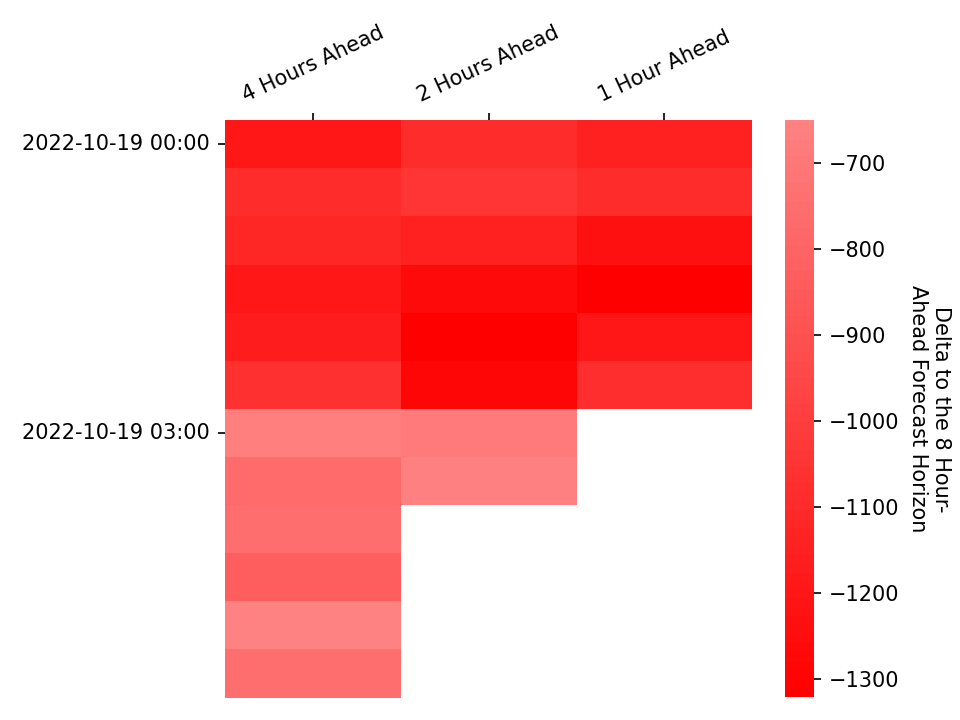 4 Hours Ahead
2 Hours Ahead
1 Hour Ahead
2022-10-19 00:00
2022-10-19 03:00
−700
−800
−900
−1000
−1100
−1200
−1300
Delta to the 8 Hour-
Ahead Forecast Horizon